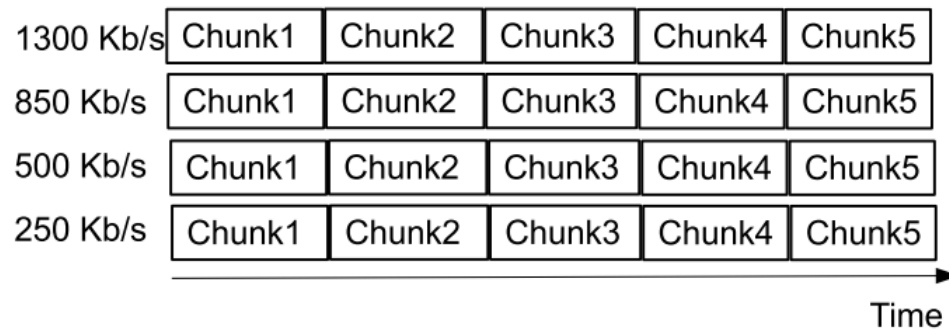 1300 Kb/s Chunk1 Chunk2 Chunk3 Chunk4 Chunk5
850 Kb/s Chunk1 Chunk2 Chunk3 Chunk4 Chunk5
500 Kb/s Chunk1 Chunk2 Chunk3 Chunk4 Chunk5
250 Kb/s Chunk1 Chunk2 Chunk3 Chunk4 Chunk5
Time